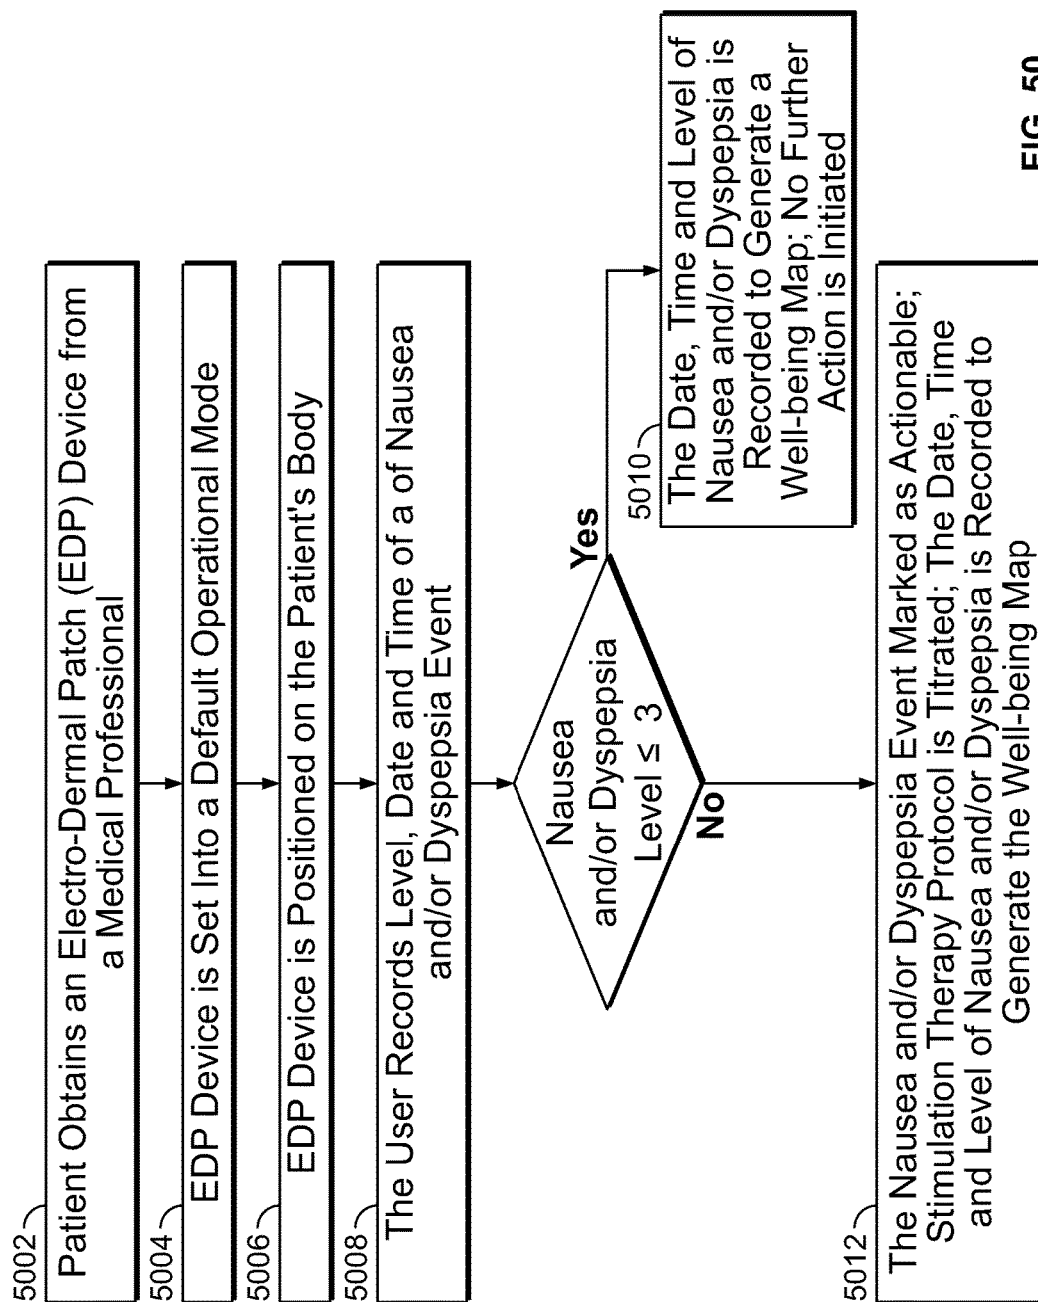 5002
Patient Obtains an Electro-Dermal Patch (EDP) Device from
a Medical Professional
5004
EDP Device is Set Into a Default Operational Mode
5006
EDP Device is Positioned on the Patient's Body
5008
The User Records Level, Date and Time of a of Nausea
and/or Dyspepsia Event
Nausea
and/or Dyspepsia
Level ≤ 3
Yes
No
5010
The Date, Time and Level of
Nausea and/or Dyspepsia is
Recorded to Generate a
Well-being Map; No Further
Action is Initiated
5012
The Nausea and/or Dyspepsia Event Marked as Actionable;
Stimulation Therapy Protocol is Titrated; The Date, Time
and Level of Nausea and/or Dyspepsia is Recorded to
Generate the Well-being Map
FIG. 50